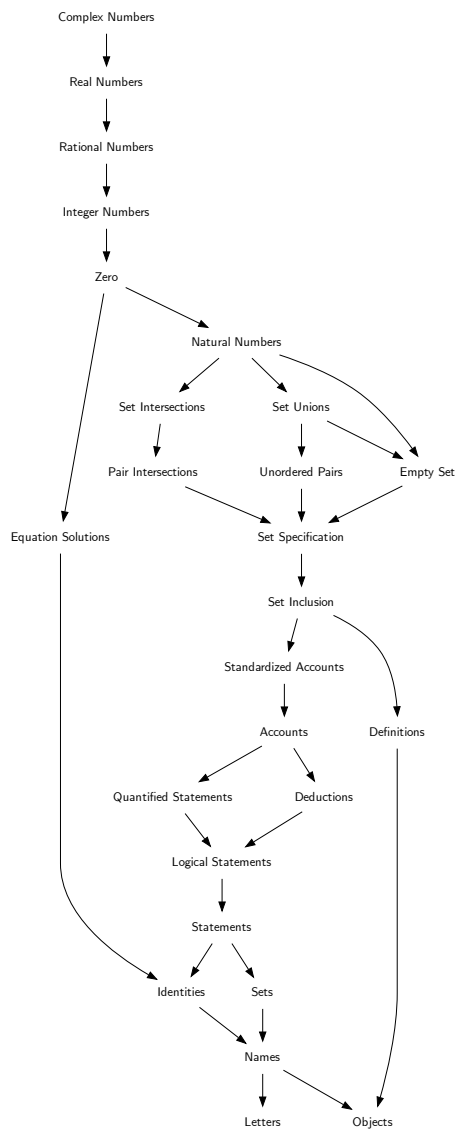 Complex Numbers
Real Numbers
Rational Numbers
Integer Numbers
Zero
Natural Numbers
Set Intersections
Set Unions
Pair Intersections
Unordered Pairs
Empty Set
Equation Solutions
Set Specification
Set Inclusion
Standardized Accounts
Accounts
Definitions
Quantified Statements
Deductions
Logical Statements
Statements
Identities
Sets
Names
Letters
Objects